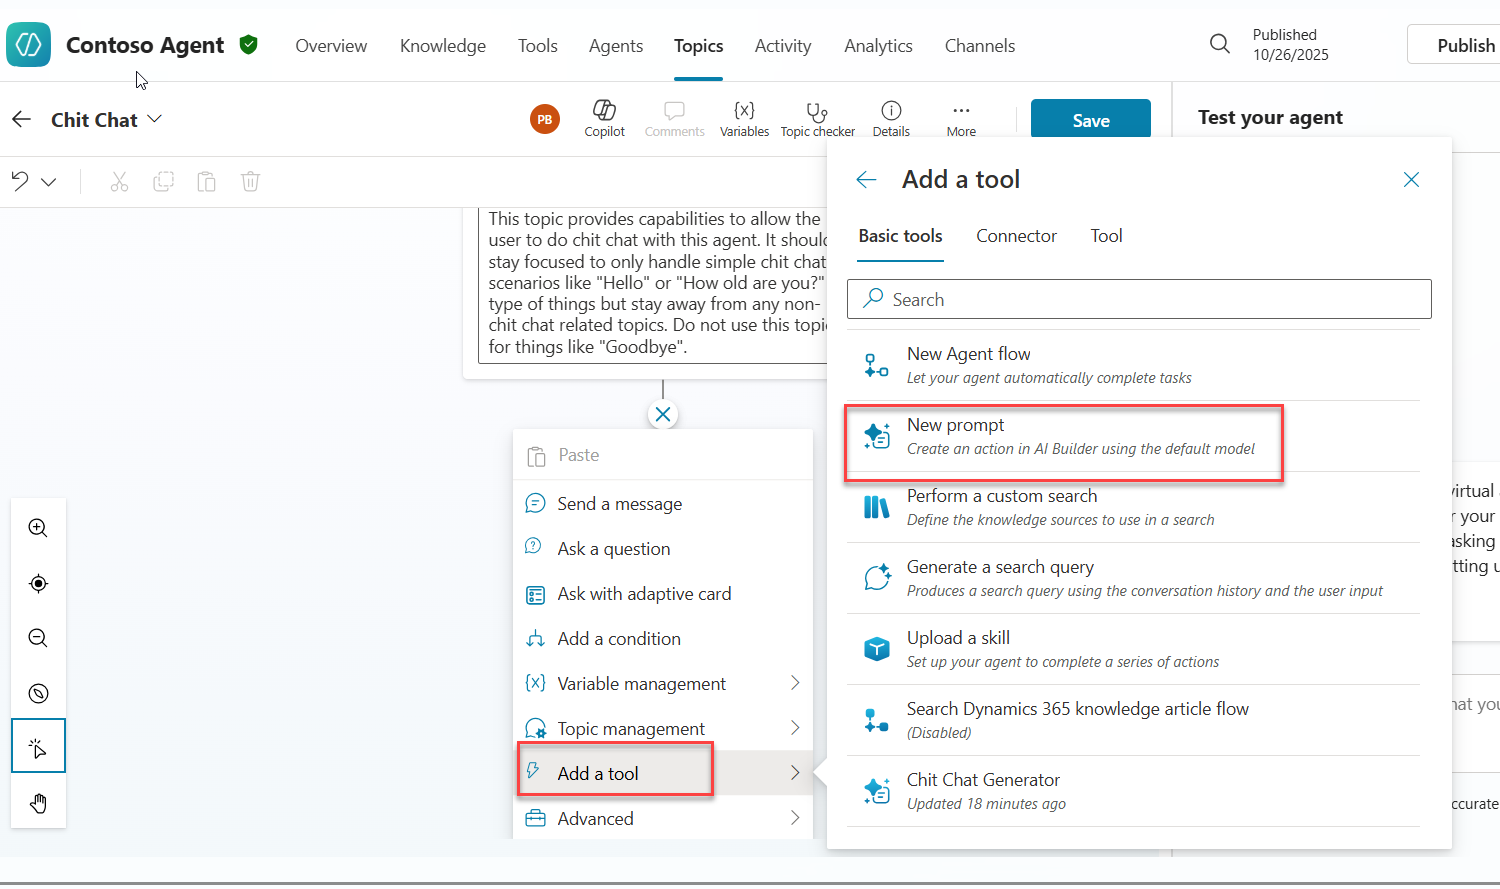 Contoso Agent
Overview
Knowledge
Tools
Agents
Topics
Activity
Analytics
Channels
Published
10/26/2025
Publish
Chit Chat
PB
Copilot
Comments
Variables
Topic checker
Details
More
Save
Test your agent
This topic provides capabilities to allow the
user to do chit chat with this agent. It should
stay focused to only handle simple chit chat
scenarios like "Hello" or "How old are you?"
type of things but stay away from any non-
chit chat related topics. Do not use this topic
for things like "Goodbye".
Paste
Send a message
Ask a question
Ask with adaptive card
Add a condition
Variable management
Topic management
Add a tool
Advanced
Add a tool
Basic tools
Connector
Tool
Search
New Agent flow
Let your agent automatically complete tasks
New prompt
Create an action in AI Builder using the default model
Perform a custom search
Define the knowledge sources to use in a search
Generate a search query
Produces a search query using the conversation history and the user input
Upload a skill
Set up your agent to complete a series of actions
Search Dynamics 365 knowledge article flow
(Disabled)
Chit Chat Generator
Updated 18 minutes ago
virtual
your
asking